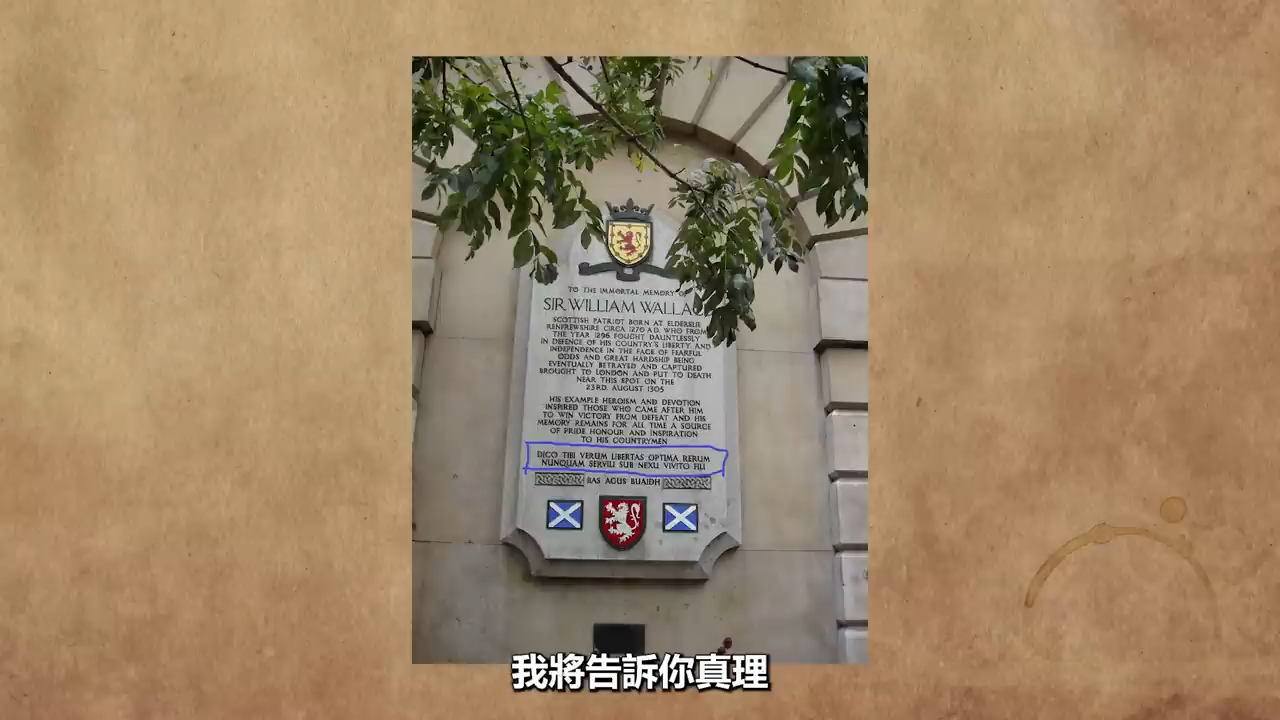 TO THE IMMORTAL MEMORY OF
SIR WILLIAM WALLAC
SCOTTISH PATRIOT BORN AT ELDERSLIE
RENFREWSHIRE CIRCA 1270 A.D. WHO FROM
THE YEAR 1296 FOUGHT DAUNTLESSLY
IN DEFENCE OF HIS COUNTRY'S LIBERTY AND
INDEPENDENCE IN THE FACE OF FEARFUL
ODDS AND GREAT HARDSHIP BEING
EVENTUALLY BETRAYED AND CAPTURED
BROUGHT TO LONDON AND PUT TO DEATH
NEAR THIS SPOT ON THE
23RD. AUGUST 1305
HIS EXAMPLE HEROISM AND DEVOTION
INSPIRED THOSE WHO CAME AFTER HIM
TO WIN VICTORY FROM DEFEAT AND HIS
MEMORY REMAINS FOR ALL TIME A SOURCE
OF PRIDE, HONOUR AND INSPIRATION
TO HIS COUNTRYMEN
DICO TIBI VERUM LIBERTAS OPTIMA RERUM
NUNQUAM SERVILI SUB NEXU VIVITO FILI
BAS AGUS BUAIDH
我將告訴你真理